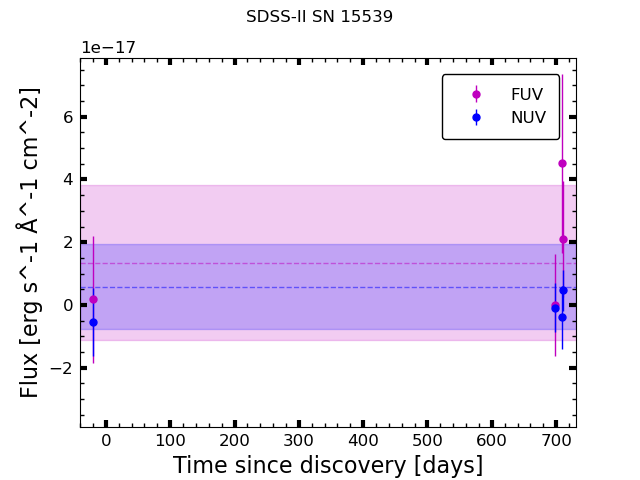 SDSS-II SN 15539
1e−17
FUV
NUV
6
4
2
0
−2
Flux [erg s^-1 Å^-1 cm^-2]
0 100 200 300 400 500 600 700
Time since discovery [days]